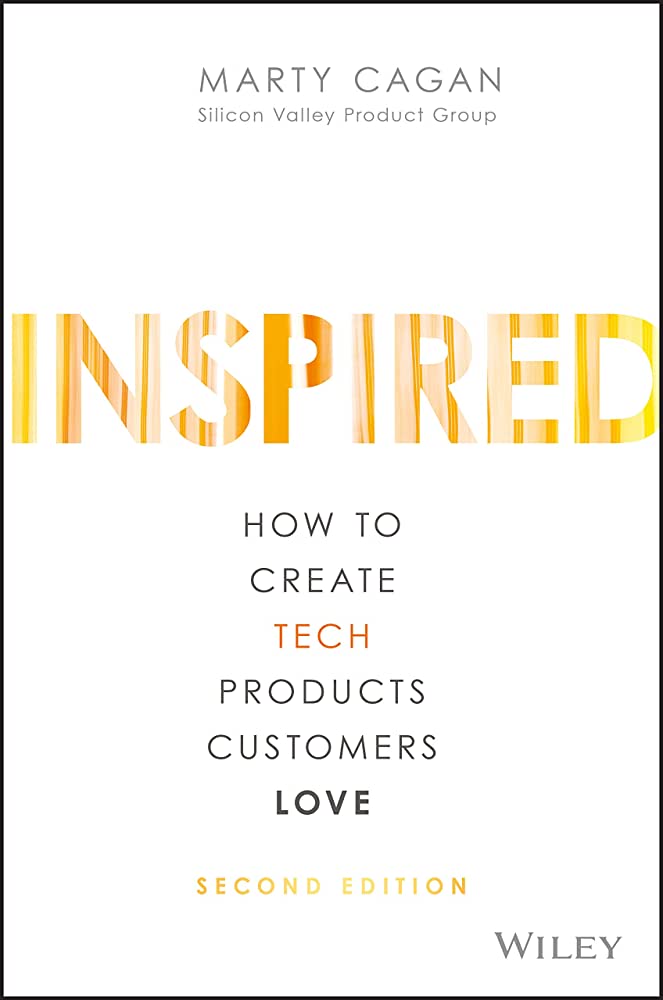 MARTY CAGAN
Silicon Valley Product Group
INSPIRED
HOW TO
CREATE
TECH
PRODUCTS
CUSTOMERS
LOVE
SECOND EDITION
WILEY